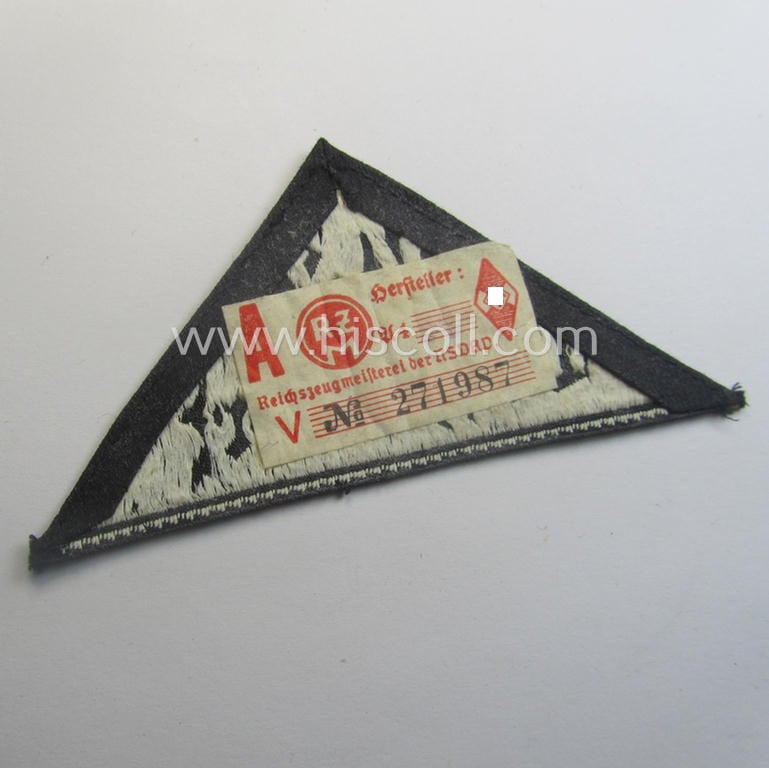 A RZM Hersteller:
www.hiscoll.com
Reichszeugmeisterei der NSDAP
V № 271987